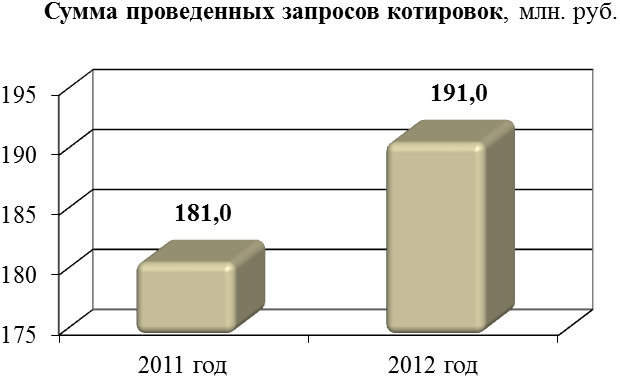 Сумма проведенных запросов котировок, млн. руб.
195
190
185
180
175
181,0
191,0
2011 год
2012 год